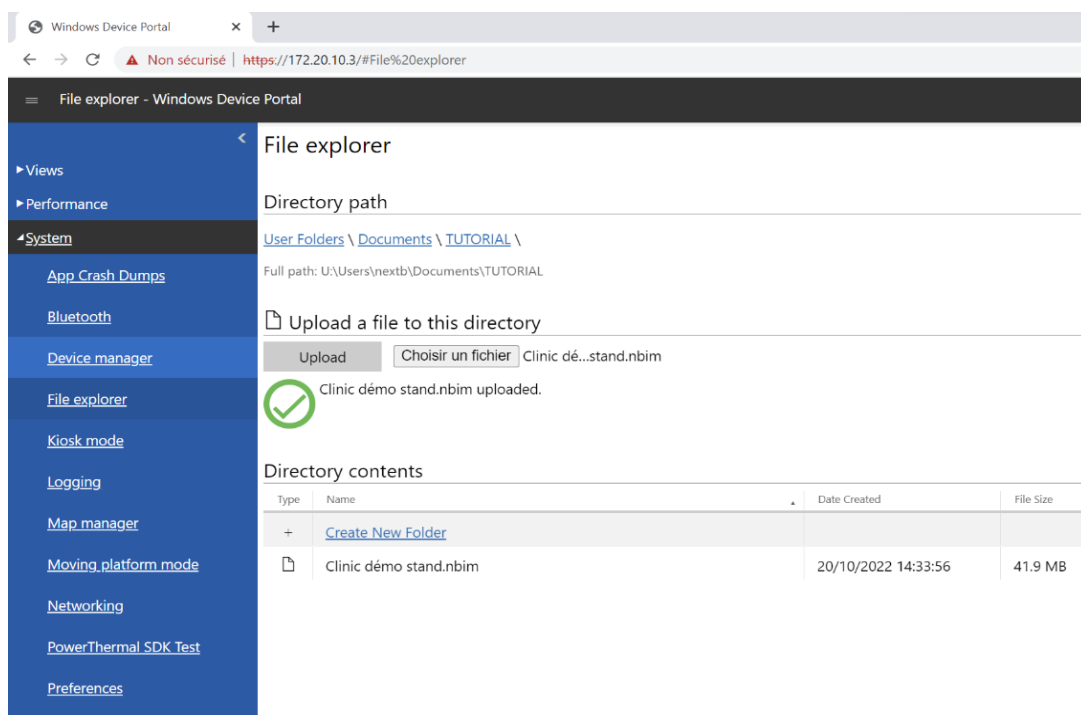 Windows Device Portal
Non sécurisé | https://172.20.10.3/#File%20explorer
File explorer - Windows Device Portal
Views
Performance
System
App Crash Dumps
Bluetooth
Device manager
File explorer
Kiosk mode
Logging
Map manager
Moving platform mode
Networking
PowerThermal SDK Test
Preferences
File explorer
Directory path
User Folders \ Documents \ TUTORIAL \
Full path: U:\Users\nextb\Documents\TUTORIAL
Upload a file to this directory
Upload Choisir un fichier Clinic dé...stand.nbim
Clinic démo stand.nbim uploaded.
Directory contents
Type Name Date Created File Size
+ Create New Folder
Clinic démo stand.nbim 20/10/2022 14:33:56 41.9 MB